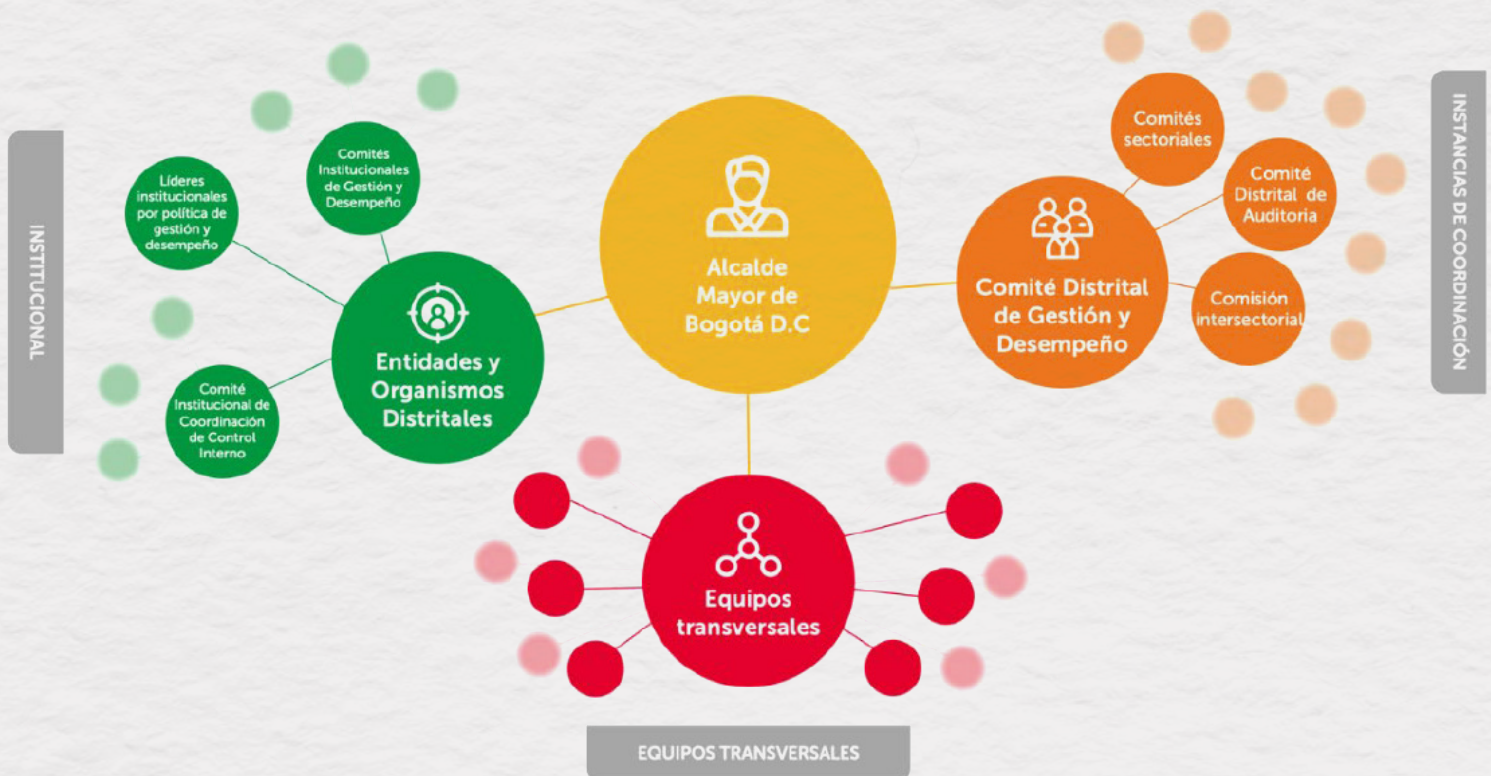 INSTITUCIONAL
Líderes
institucionales
por política de
gestión y
desempeño
Comités
Institucionales
de Gestión y
Desempeño
Comité
Institucional de
Coordinación
de Control
Interno
Entidades y
Organismos
Distritales
Alcalde
Mayor de
Bogotá D.C
Comité Distrital
de Gestión y
Desempeño
Comités
sectoriales
Comité
Distrital de
Auditoria
Comisión
intersectorial
INSTANCIAS DE COORDINACIÓN
Equipos
transversales
EQUIPOS TRANSVERSALES